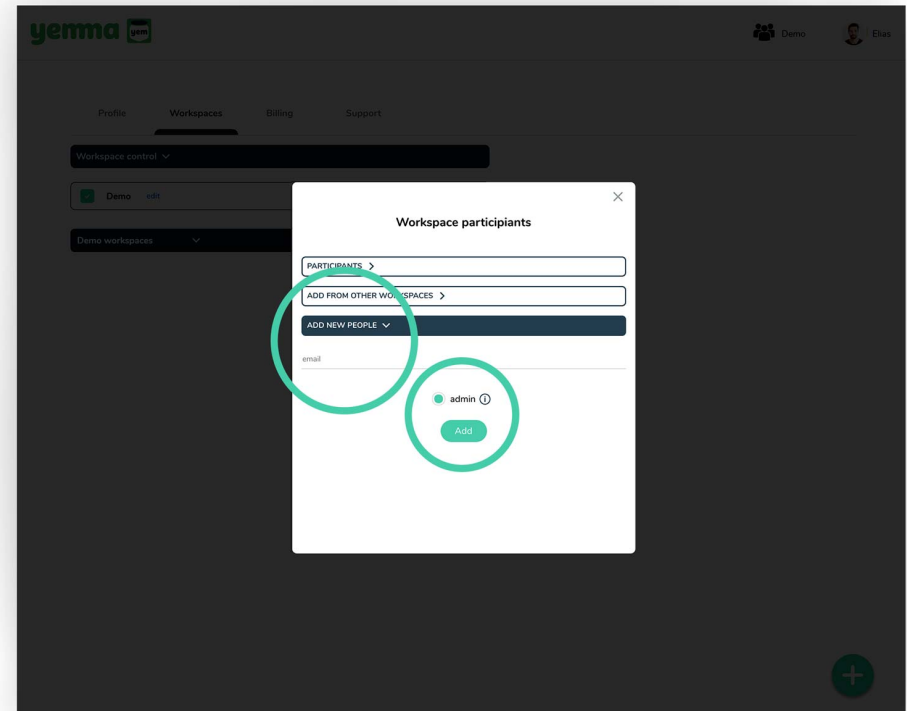 yemma yem
Demo
Elias
Profile Workspaces Billing Support
Workspace control
Demo edit
Demo workspaces
Workspace participiants
PARTICIPANTS
ADD FROM OTHER WORKSPACES
ADD NEW PEOPLE
email
admin
Add